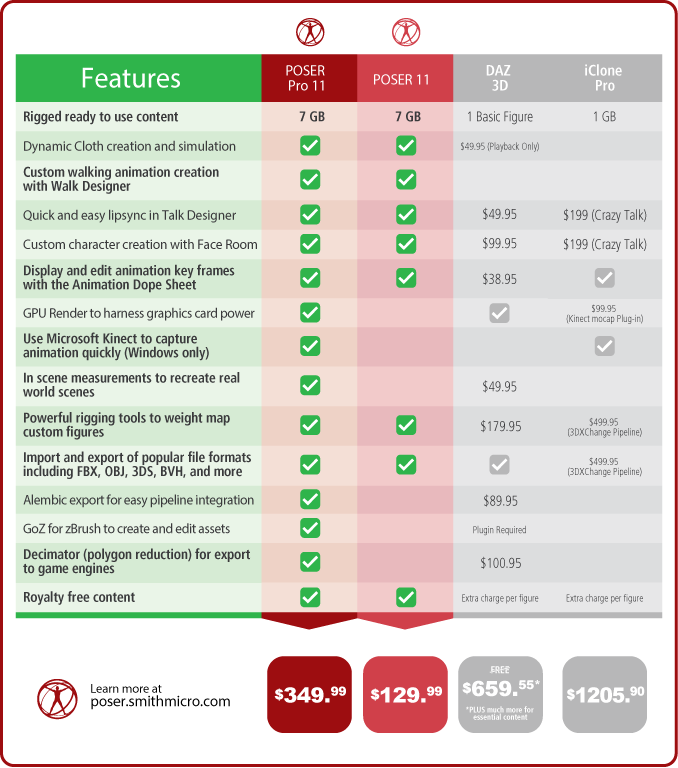 Features
POSER
Pro 11
POSER 11
DAZ
3D
iClone
Pro
Rigged ready to use content
7 GB
7 GB
1 Basic Figure
1 GB
Dynamic Cloth creation and simulation
$49.95 (Playback Only)
Custom walking animation creation
with Walk Designer
Quick and easy lipsync in Talk Designer
$49.95
$199 (Crazy Talk)
Custom character creation with Face Room
$99.95
$199 (Crazy Talk)
Display and edit animation key frames
with the Animation Dope Sheet
$38.95
GPU Render to harness graphics card power
$99.95
(Kinect mocap Plug-in)
Use Microsoft Kinect to capture
animation quickly (Windows only)
In scene measurements to recreate real
world scenes
$49.95
Powerful rigging tools to weight map
custom figures
$179.95
$499.95
(3DXChange Pipeline)
Import and export of popular file formats
including FBX, OBJ, 3DS, BVH, and more
$499.95
(3DXChange Pipeline)
Alembic export for easy pipeline integration
$89.95
GoZ for zBrush to create and edit assets
Plugin Required
Decimator (polygon reduction) for export
to game engines
$100.95
Royalty free content
Extra charge per figure
Extra charge per figure
Learn more at
poser.smithmicro.com
$349.99
$129.99
FREE
$659.55*
*PLUS much more for
essential content
$1205.90